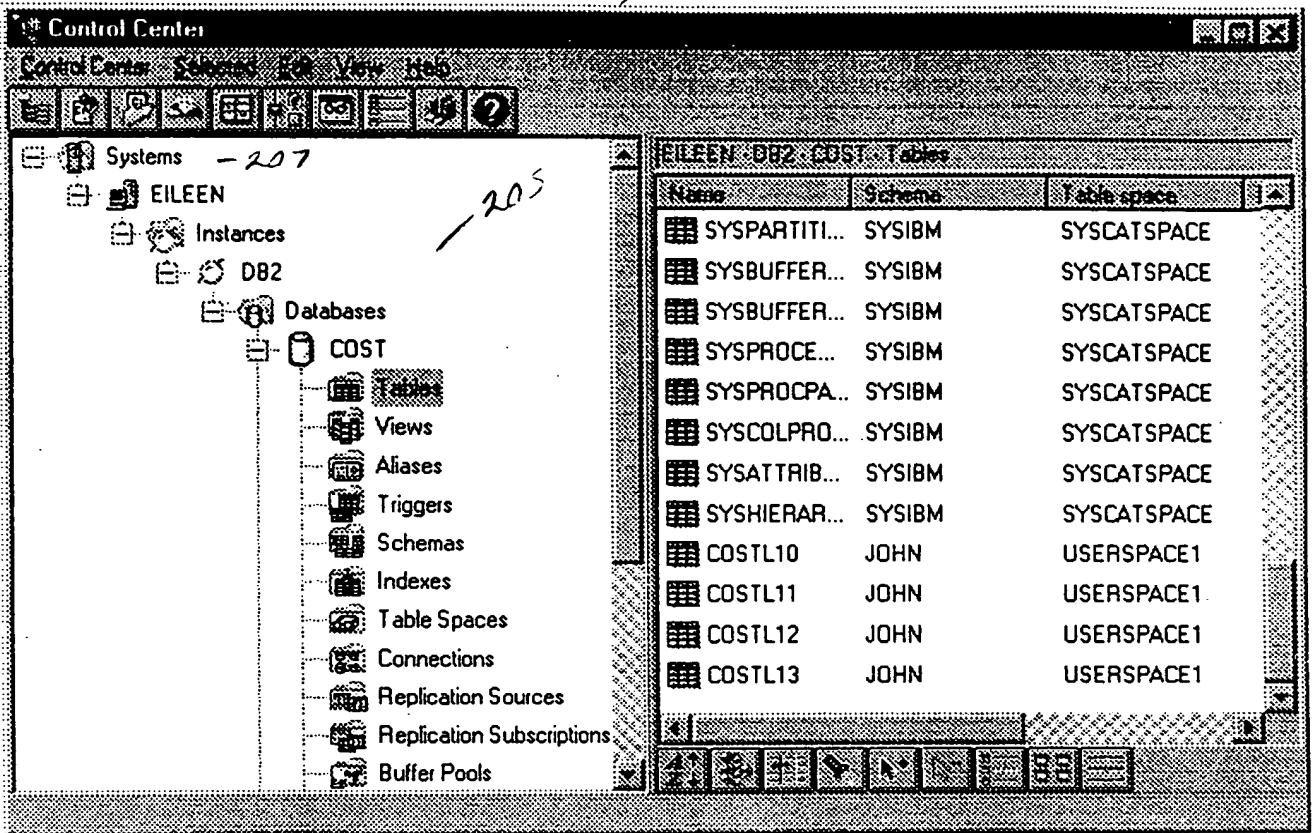 Control Center
Control Center Selected Edit View Help
Systems - 207
205
EILEEN
Instances
DB2
Databases
COST
Tables
Views
Aliases
Triggers
Schemas
Indexes
Table Spaces
Connections
Replication Sources
Replication Subscriptions
Buffer Pools
EILEEN - DB2 - COST - Tables
Name Schema Table space
SYSPARTITI... SYSIBM SYSCATSPACE
SYSBUFFER... SYSIBM SYSCATSPACE
SYSBUFFER... SYSIBM SYSCATSPACE
SYSPROCE... SYSIBM SYSCATSPACE
SYSPROCPA... SYSIBM SYSCATSPACE
SYSCOLPRO... SYSIBM SYSCATSPACE
SYSATTRIB... SYSIBM SYSCATSPACE
SYSHIERAR... SYSIBM SYSCATSPACE
COSTL10 JOHN USERSPACE1
COSTL11 JOHN USERSPACE1
COSTL12 JOHN USERSPACE1
COSTL13 JOHN USERSPACE1